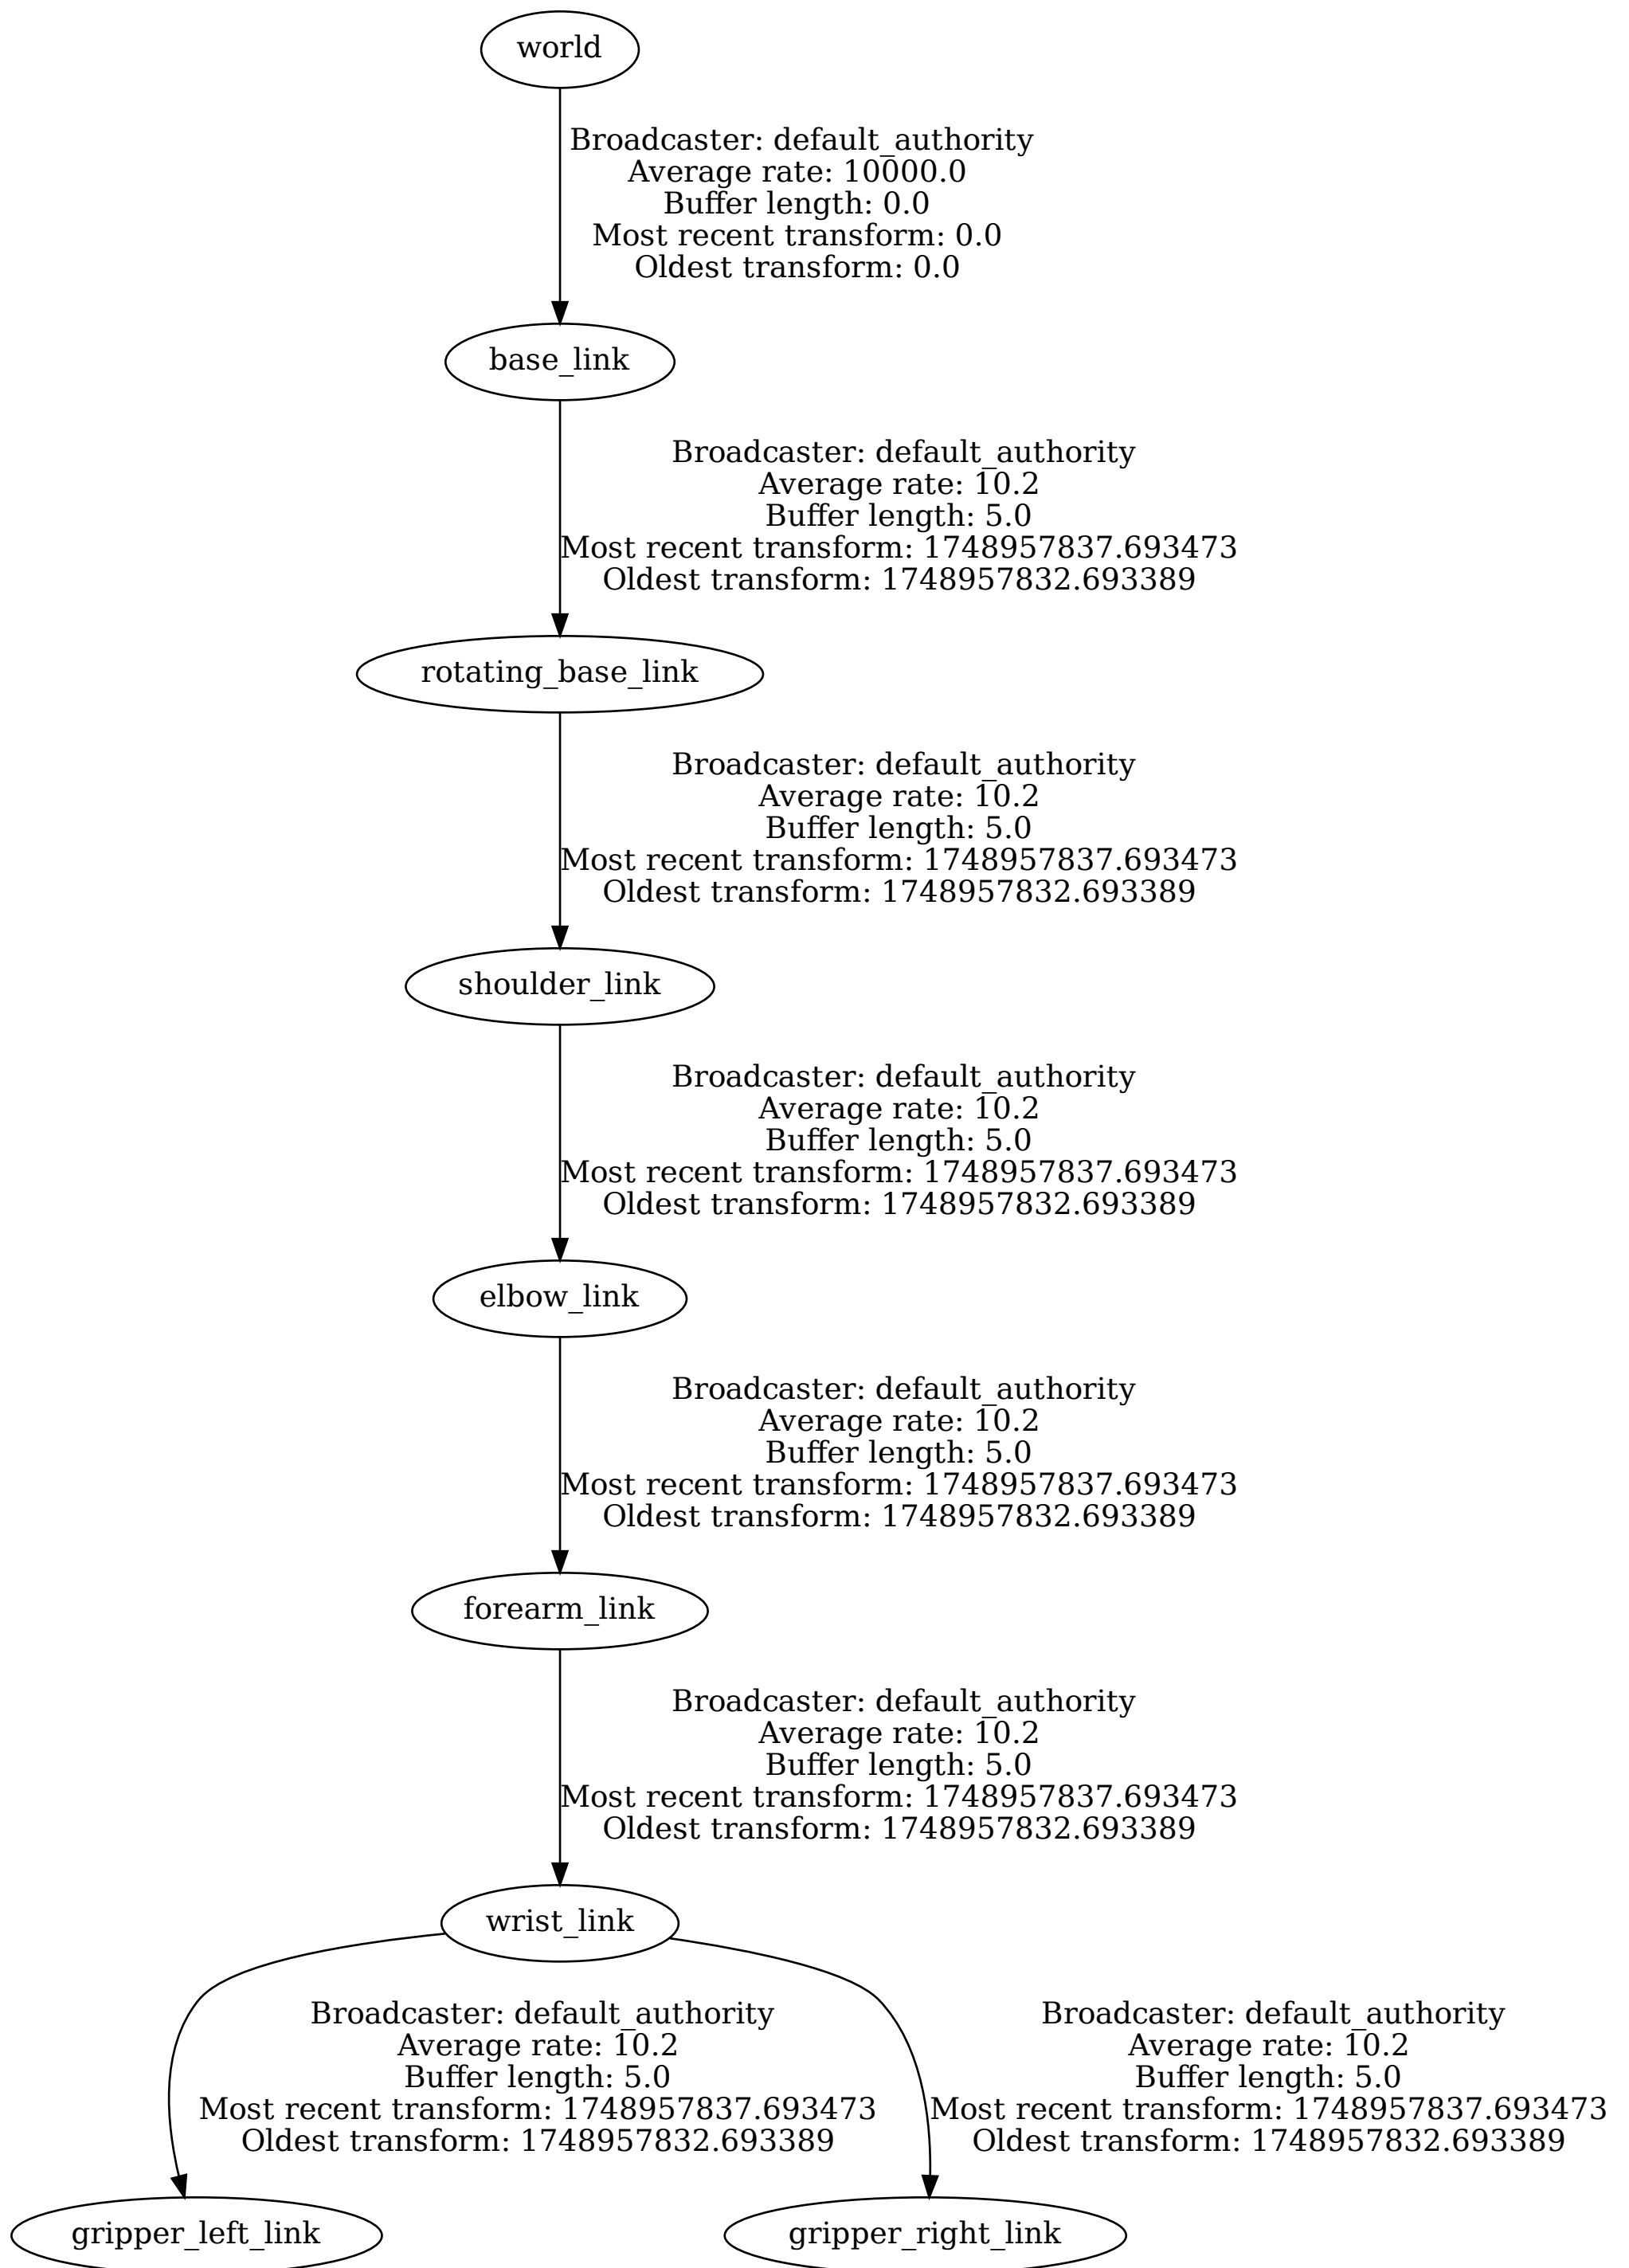 world
Broadcaster: default_authority
Average rate: 10000.0
Buffer length: 0.0
Most recent transform: 0.0
Oldest transform: 0.0
base_link
Broadcaster: default_authority
Average rate: 10.2
Buffer length: 5.0
Most recent transform: 1748957837.693473
Oldest transform: 1748957832.693389
rotating_base_link
Broadcaster: default_authority
Average rate: 10.2
Buffer length: 5.0
Most recent transform: 1748957837.693473
Oldest transform: 1748957832.693389
shoulder_link
Broadcaster: default_authority
Average rate: 10.2
Buffer length: 5.0
Most recent transform: 1748957837.693473
Oldest transform: 1748957832.693389
elbow_link
Broadcaster: default_authority
Average rate: 10.2
Buffer length: 5.0
Most recent transform: 1748957837.693473
Oldest transform: 1748957832.693389
forearm_link
Broadcaster: default_authority
Average rate: 10.2
Buffer length: 5.0
Most recent transform: 1748957837.693473
Oldest transform: 1748957832.693389
wrist_link
Broadcaster: default_authority
Average rate: 10.2
Buffer length: 5.0
Most recent transform: 1748957837.693473
Oldest transform: 1748957832.693389
Broadcaster: default_authority
Average rate: 10.2
Buffer length: 5.0
Most recent transform: 1748957837.693473
Oldest transform: 1748957832.693389
gripper_left_link
gripper_right_link